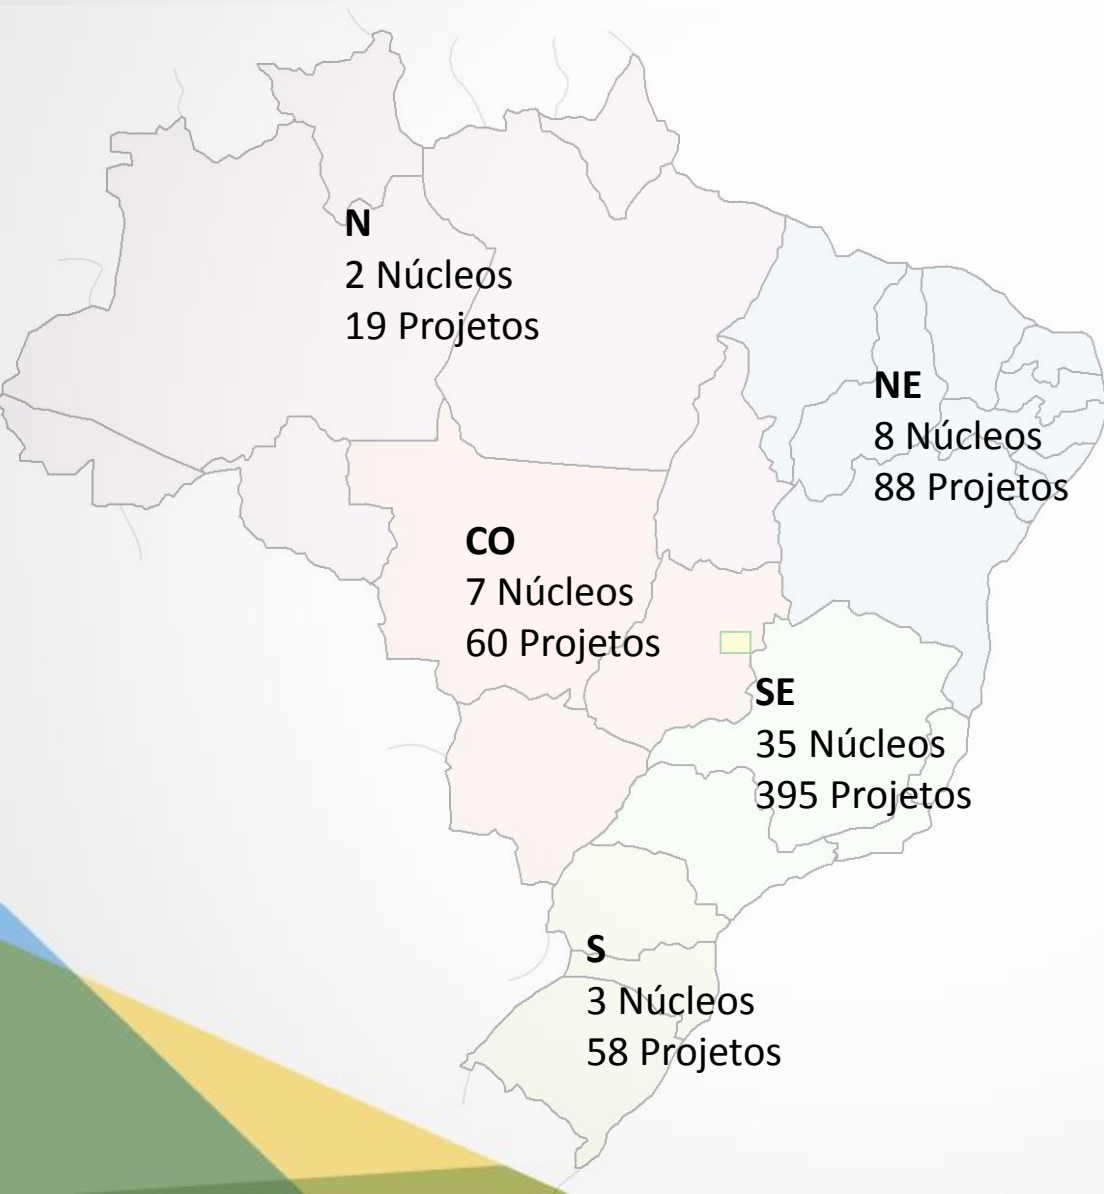 N
2 Núcleos
19 Projetos
NE
8 Núcleos
88 Projetos
CO
7 Núcleos
60 Projetos
SE
35 Núcleos
395 Projetos
S
3 Núcleos
58 Projetos